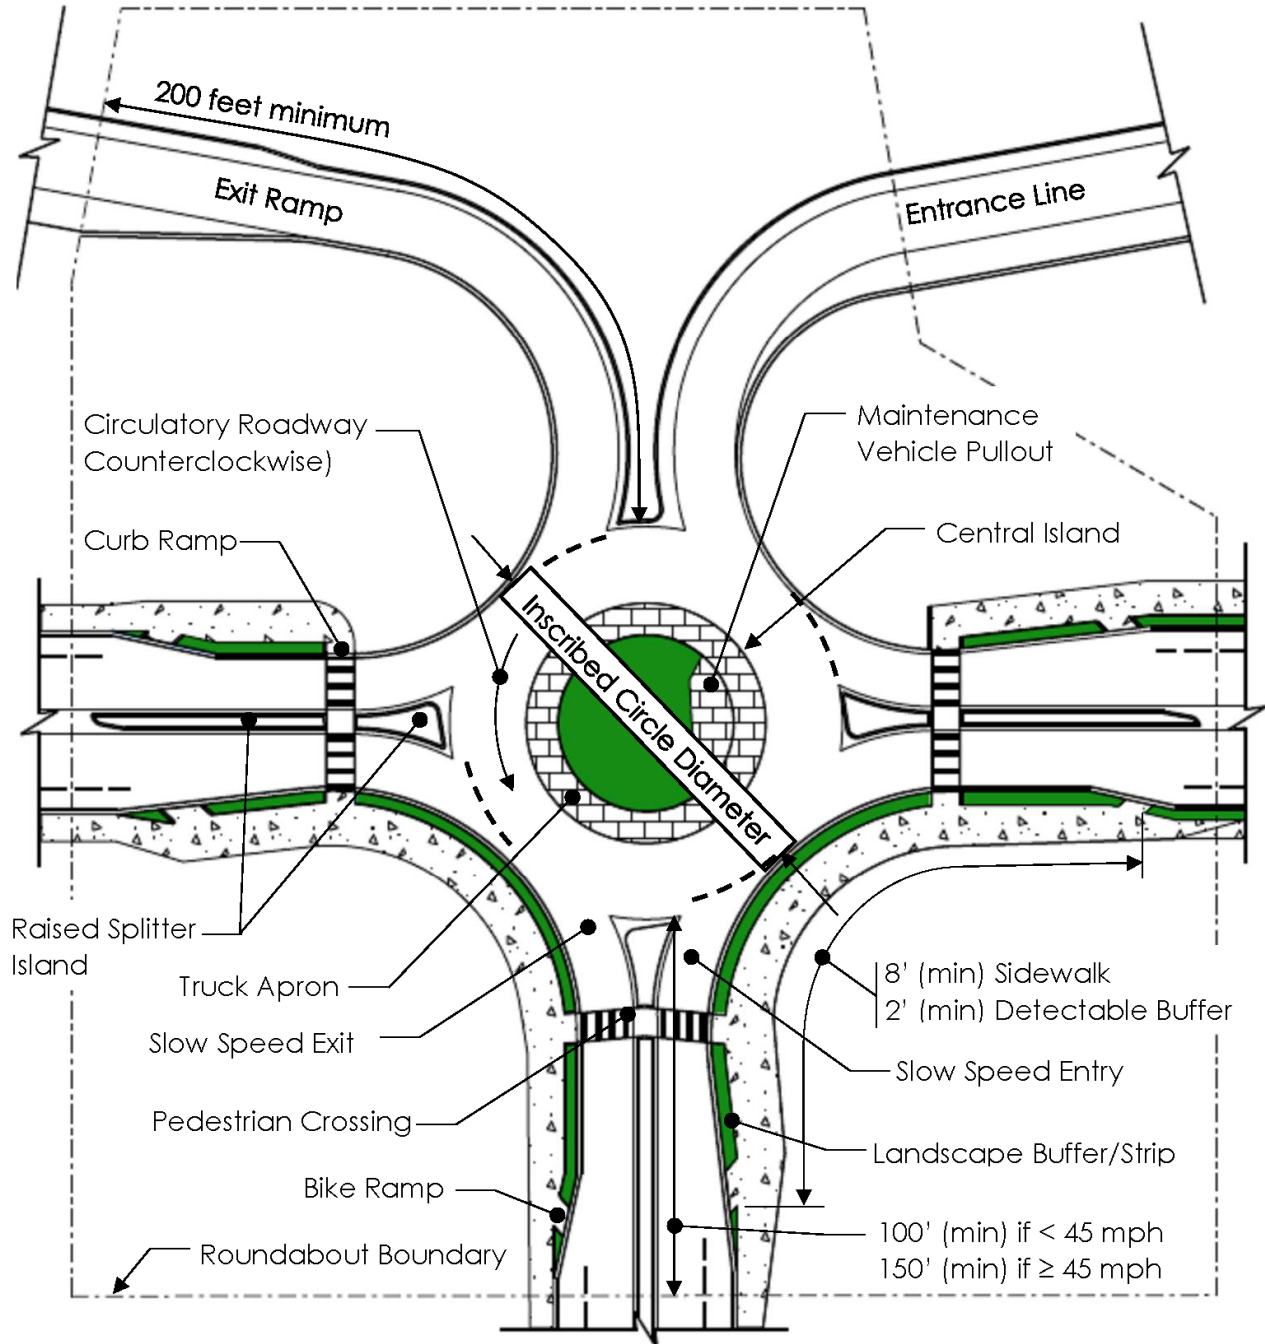 200 feet minimum
Exit Ramp
Entrance Line
Circulatory Roadway
Counterclockwise)
Maintenance
Vehicle Pullout
Curb Ramp
Central Island
Inscribed Circle Diameter
Raised Splitter
Island
Truck Apron
8' (min) Sidewalk
2' (min) Detectable Buffer
Slow Speed Exit
Slow Speed Entry
Pedestrian Crossing
Landscape Buffer/Strip
Bike Ramp
Roundabout Boundary
100' (min) if < 45 mph
150' (min) if ≥ 45 mph